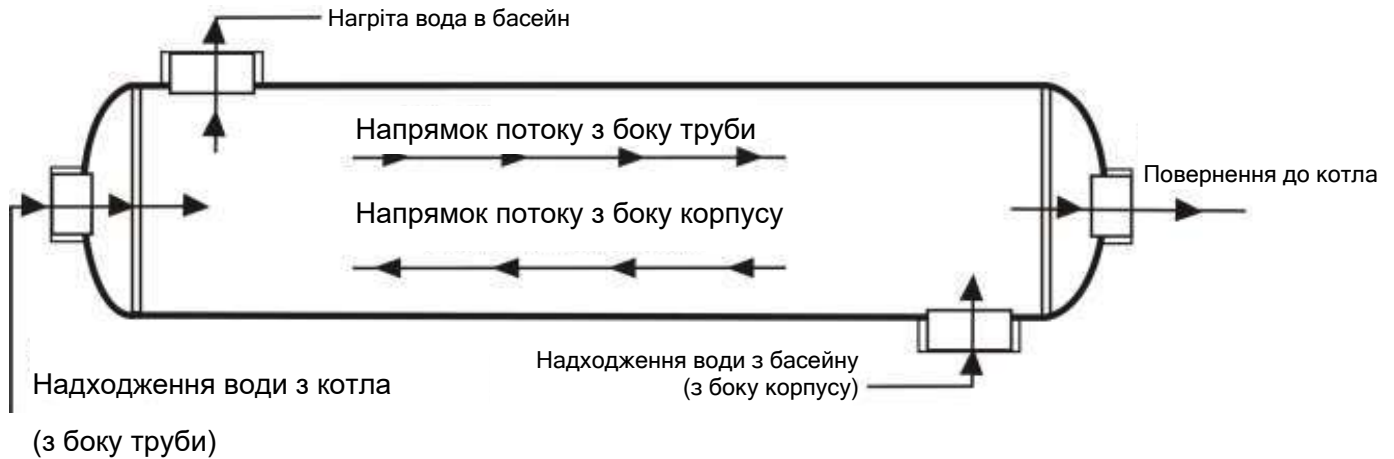 Нагріта вода в басейн
Напрямок потоку з боку труби
Повернення до котла
Напрямок потоку з боку корпусу
Надходження води з басейну
(з боку корпусу)
Надходження води з котла
(з боку труби)